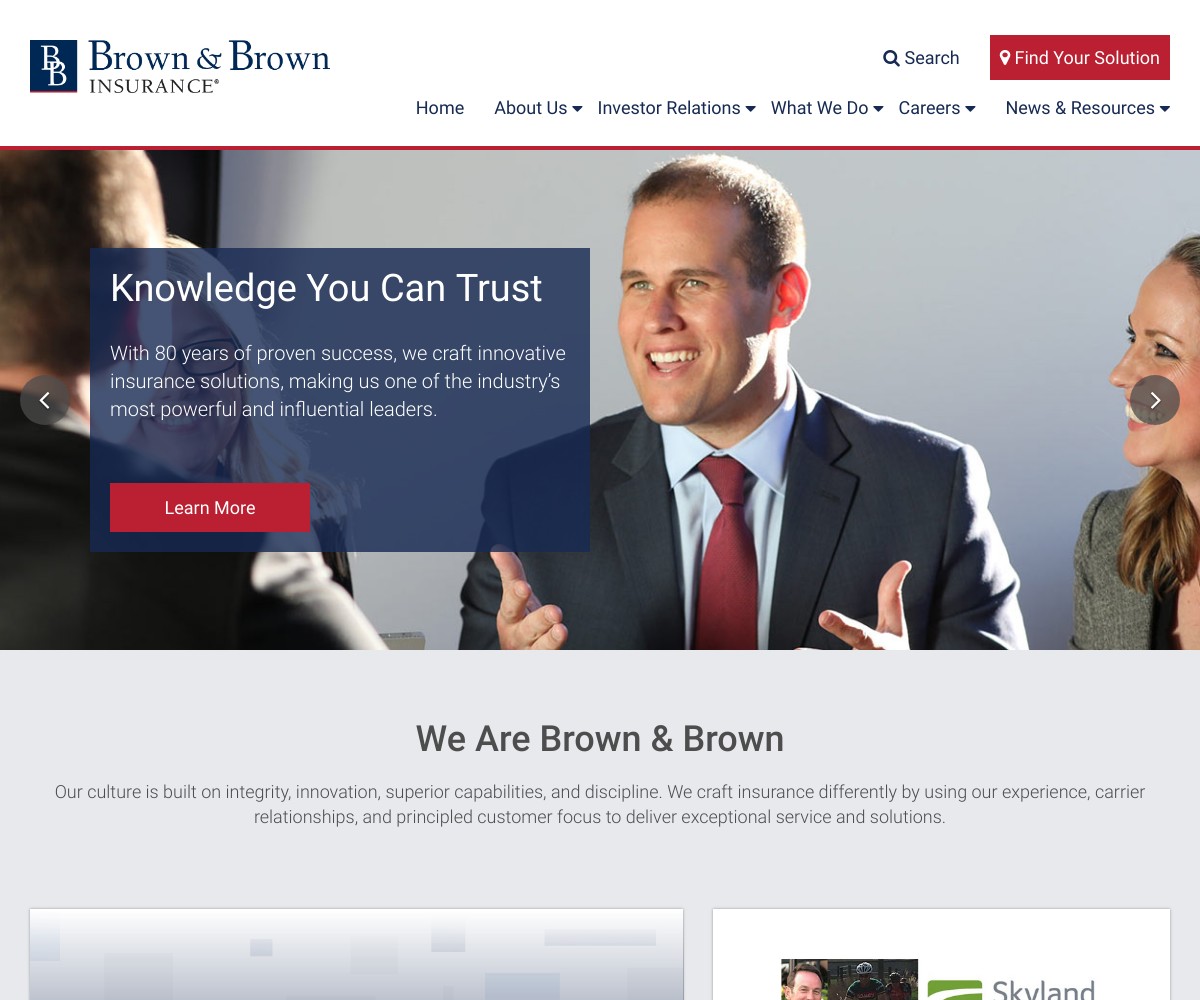 Brown & Brown
INSURANCE®
Search
Find Your Solution
Home
About Us
Investor Relations
What We Do
Careers
News & Resources
Knowledge You Can Trust
With 80 years of proven success, we craft innovative
insurance solutions, making us one of the industry’s
most powerful and influential leaders.
Learn More
We Are Brown & Brown
Our culture is built on integrity, innovation, superior capabilities, and discipline. We craft insurance differently by using our experience, carrier
relationships, and principled customer focus to deliver exceptional service and solutions.
Skyland